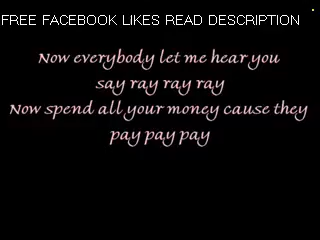 FREE FACEBOOK LIKES READ DESCRIPTION
Now everybody let me hear you
say ray ray ray
Now spend all your money cause they
pay pay pay